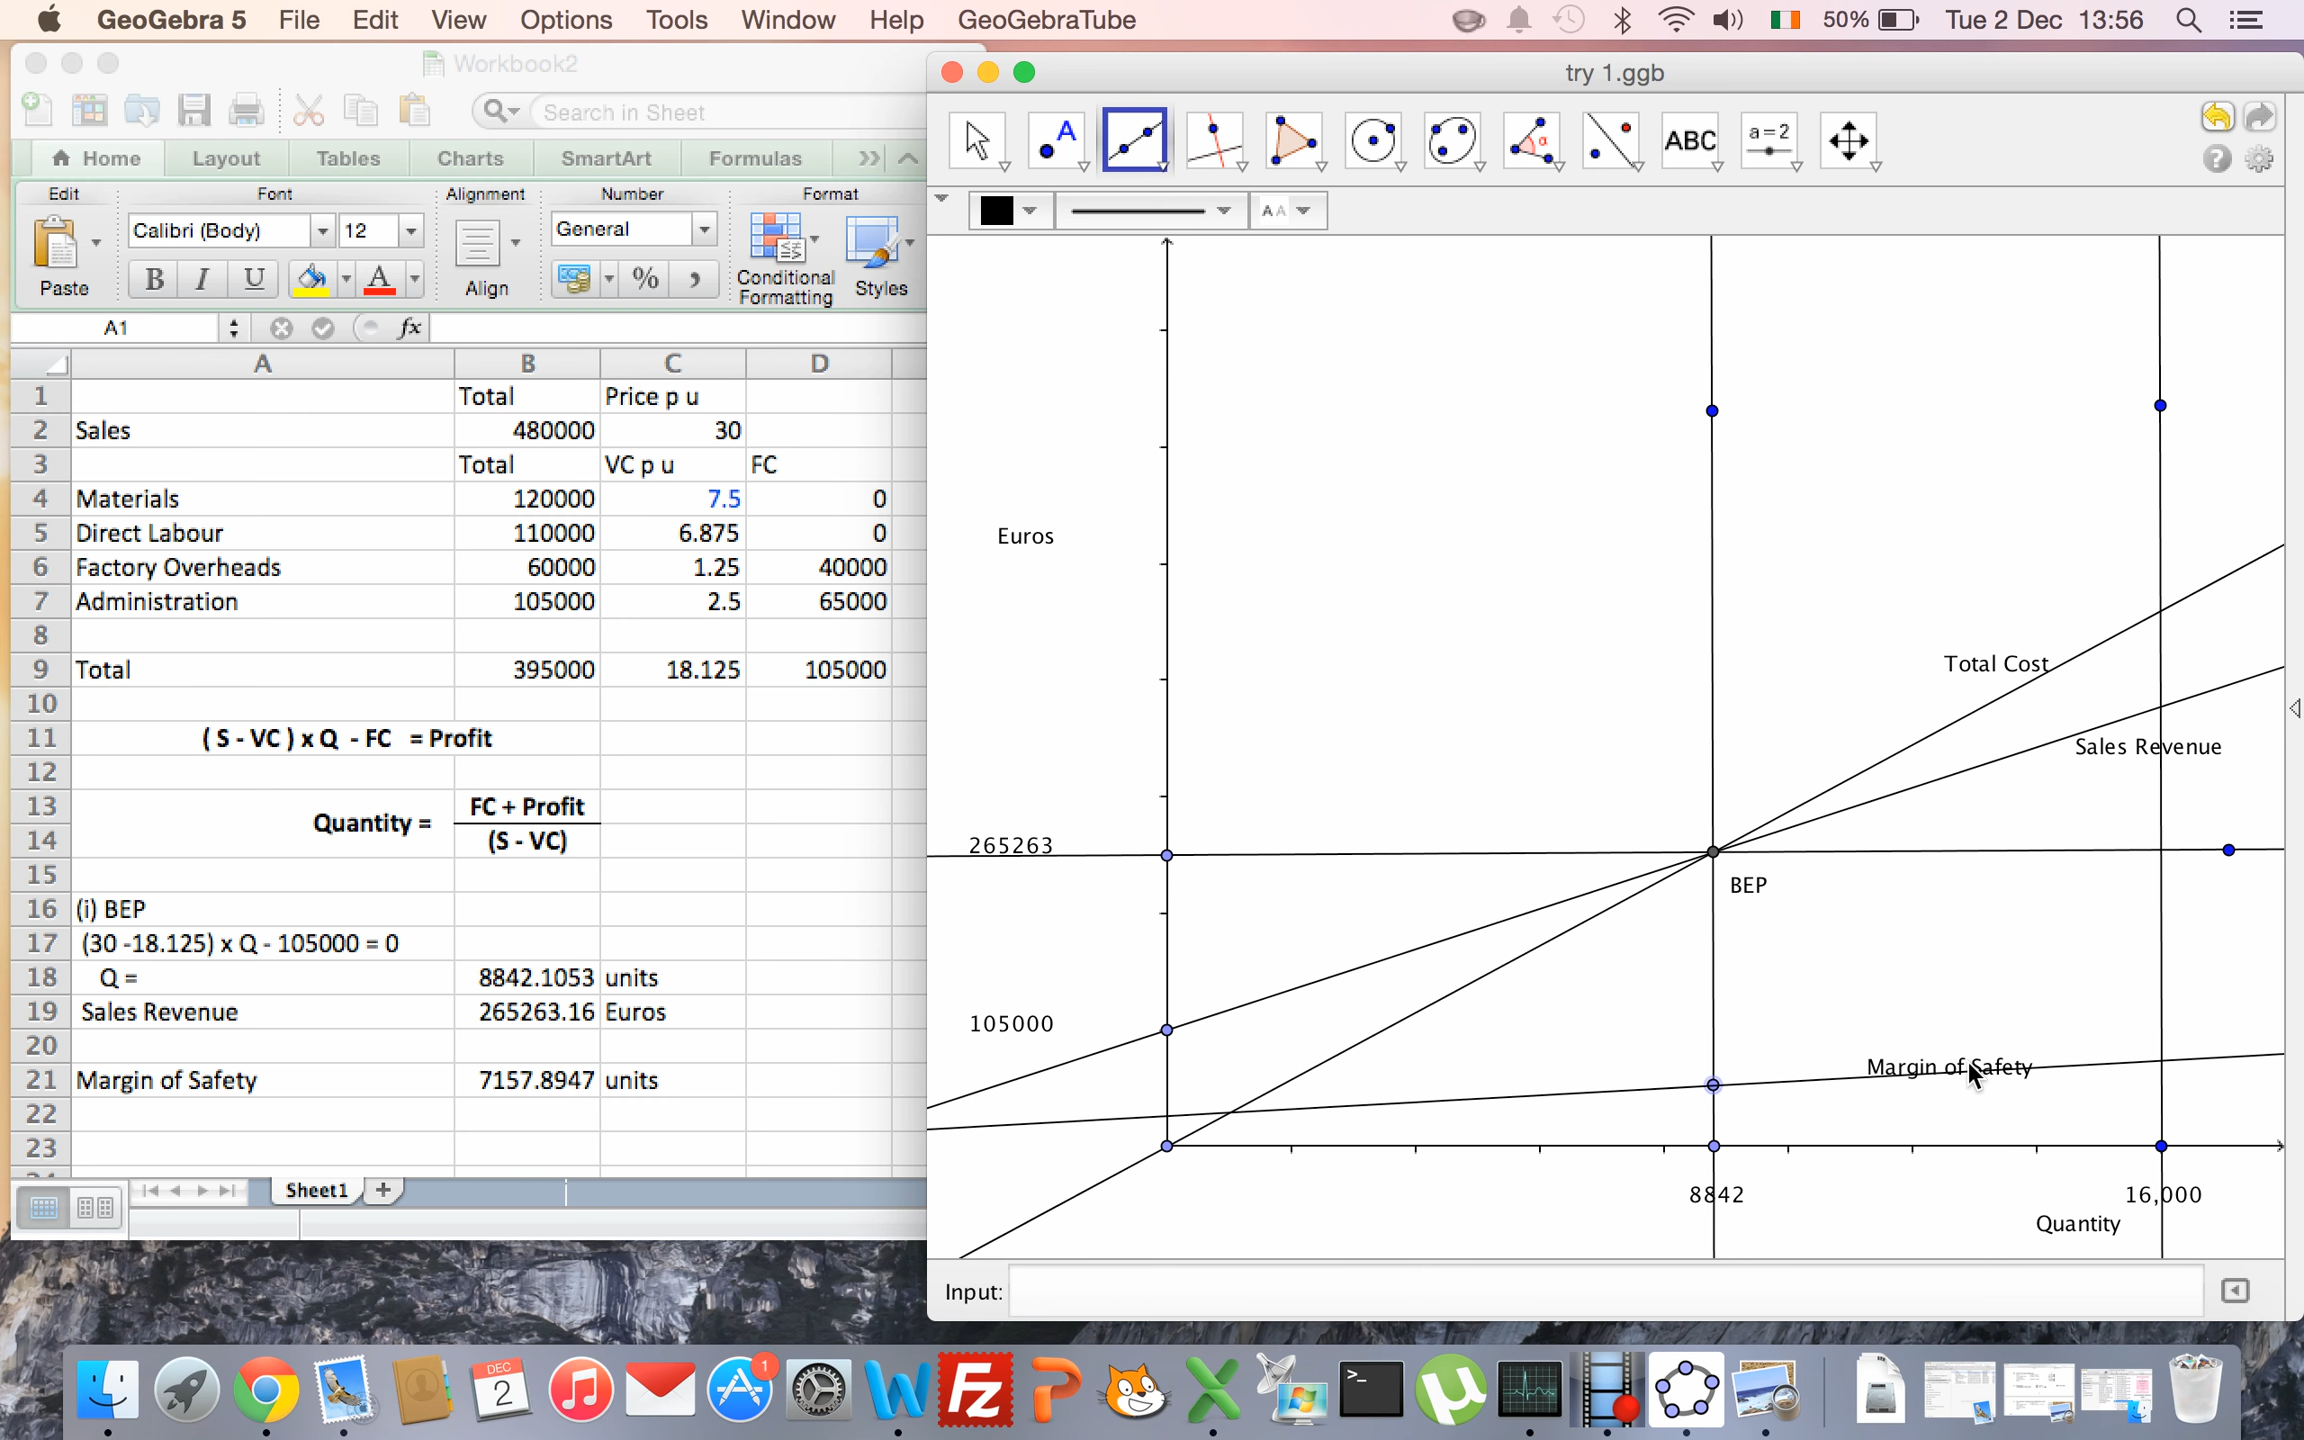 GeoGebra 5 File Edit View Options Tools Window Help GeoGebraTube 50% Tue 2 Dec 13:56
Workbook2
Search in Sheet
Home Layout Tables Charts SmartArt Formulas
Edit Font Alignment Number Format
Calibri (Body) 12 General
B I U A %
Paste Align Conditional Formatting Styles
A1 fx
A B C D
1 Total Price p u
2 Sales 480000 30
3 Total VC p u FC
4 Materials 120000 7.5 0
5 Direct Labour 110000 6.875 0
6 Factory Overheads 60000 1.25 40000
7 Administration 105000 2.5 65000
8
9 Total 395000 18.125 105000
10
11 ( S - VC ) x Q - FC = Profit
12
13 FC + Profit
Quantity =
14 (S - VC)
15
16 (i) BEP
17 (30 -18.125) x Q - 105000 = 0
18 Q = 8842.1053 units
19 Sales Revenue 265263.16 Euros
20
21 Margin of Safety 7157.8947 units
22
23
Sheet1
try 1.ggb
A α ABC a=2
A A
Euros
Total Cost
Sales Revenue
265263
BEP
105000
Margin of Safety
8842 16,000
Quantity
Input:
DEC
2
1
W
Fz
P
X
>_
µ